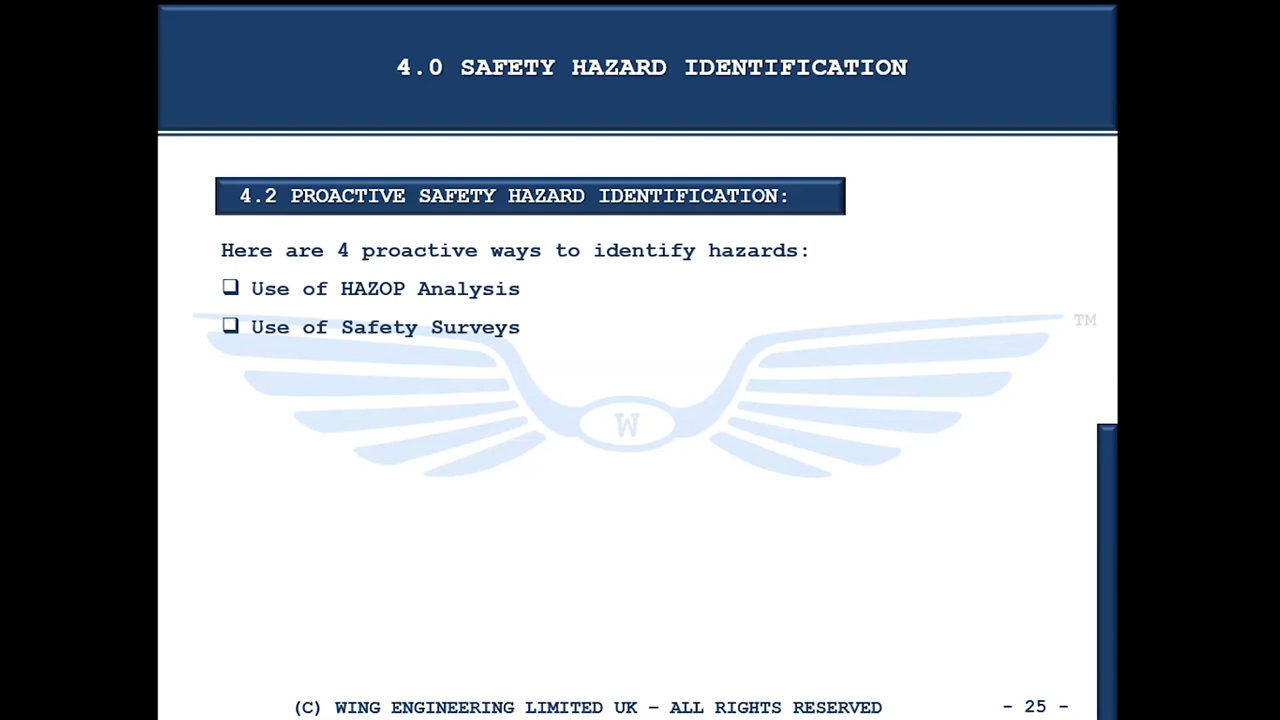 4.0 SAFETY HAZARD IDENTIFICATION
4.2 PROACTIVE SAFETY HAZARD IDENTIFICATION:
Here are 4 proactive ways to identify hazards:
❑ Use of HAZOP Analysis
❑ Use of Safety Surveys
TM
W
(C) WING ENGINEERING LIMITED UK – ALL RIGHTS RESERVED
- 25 -